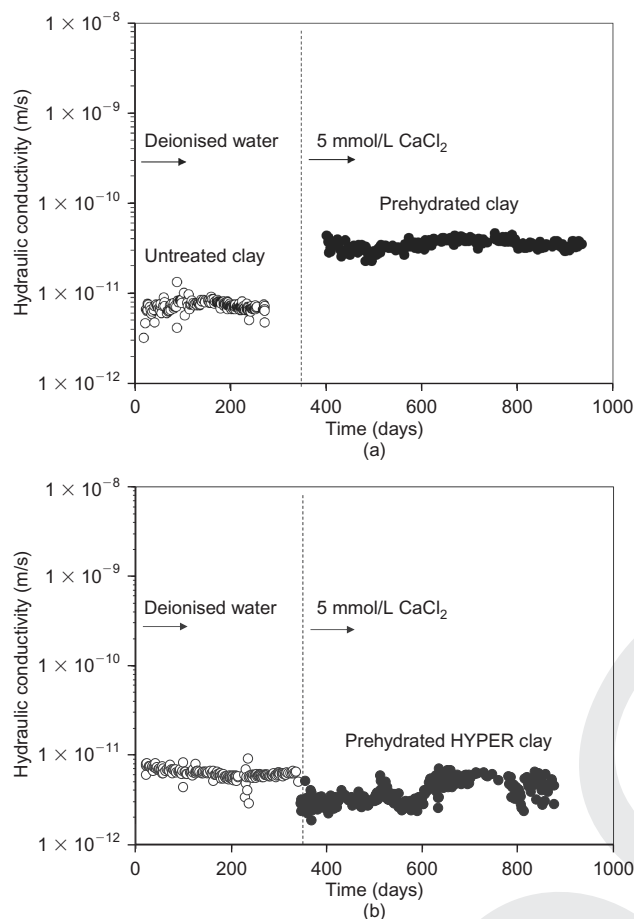 1 × 10⁻⁸
1 × 10⁻⁹
1 × 10⁻¹⁰
1 × 10⁻¹¹
1 × 10⁻¹²
Hydraulic conductivity (m/s)
Deionised water
5 mmol/L CaCl₂
Prehydrated clay
Untreated clay
0 200 400 600 800 1000
Time (days)
(a)
1 × 10⁻⁸
1 × 10⁻⁹
1 × 10⁻¹⁰
1 × 10⁻¹¹
1 × 10⁻¹²
Hydraulic conductivity (m/s)
Deionised water
5 mmol/L CaCl₂
Prehydrated HYPER clay
0 200 400 600 800 1000
Time (days)
(b)